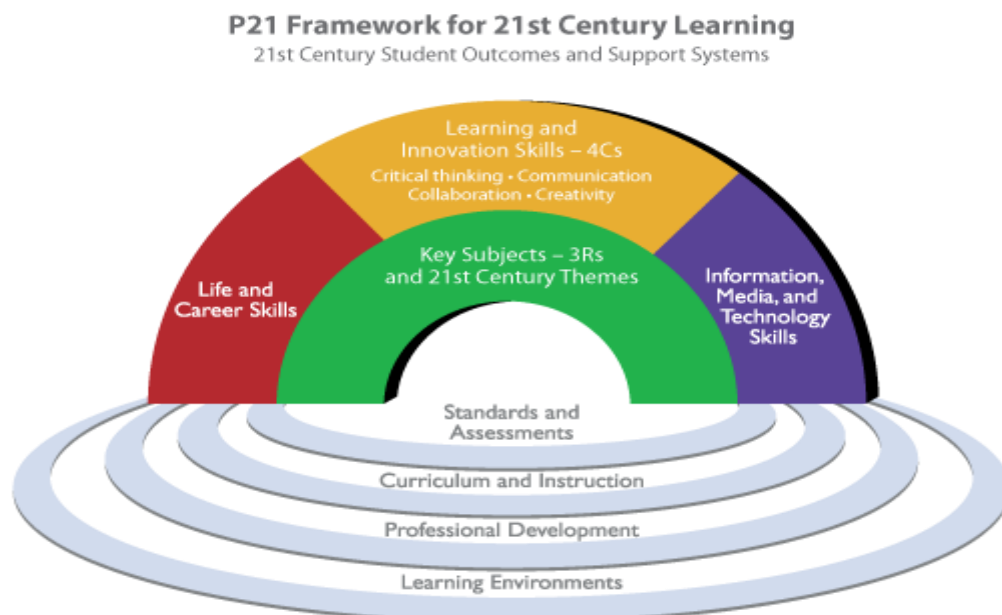 P21 Framework for 21st Century Learning
21st Century Student Outcomes and Support Systems
Learning and
Innovation Skills – 4Cs
Critical thinking • Communication
Collaboration • Creativity
Key Subjects – 3Rs
and 21st Century Themes
Life and
Career Skills
Information,
Media, and
Technology
Skills
Standards and
Assessments
Curriculum and Instruction
Professional Development
Learning Environments